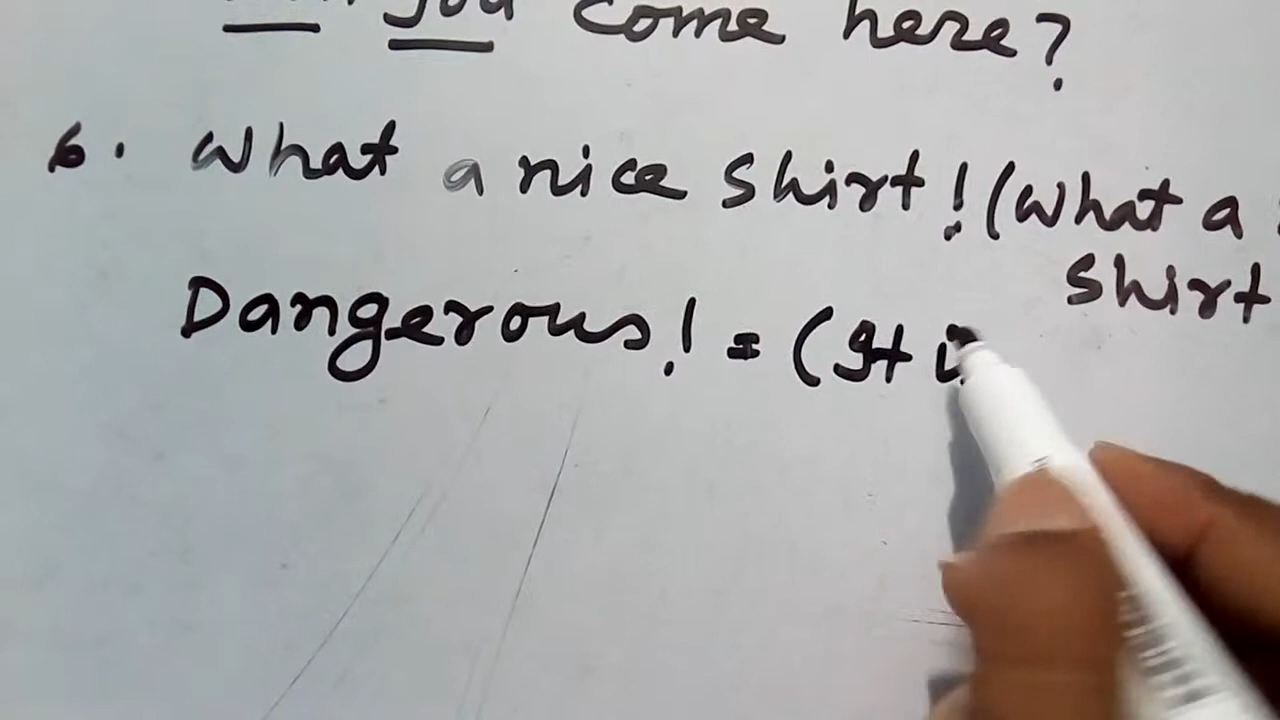 you come here?
6. What a nice shirt! (What a
shirt
Dangerous! = (It i